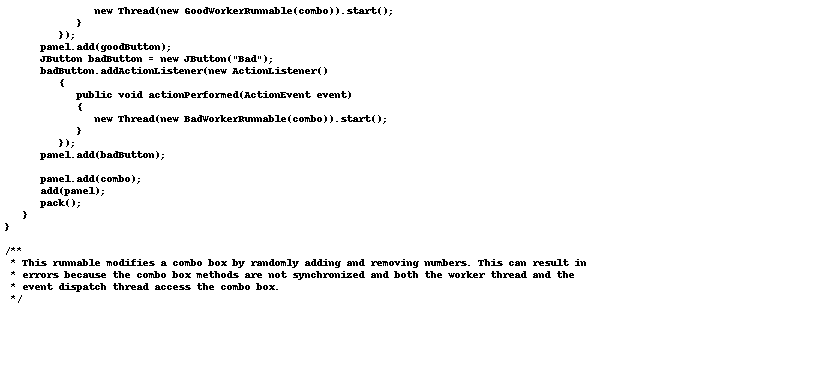 new Thread(new GoodWorkerRunnable(combo)).start();
}
});
panel.add(goodButton);
JButton badButton = new JButton("Bad");
badButton.addActionListener(new ActionListener()
{
public void actionPerformed(ActionEvent event)
{
new Thread(new BadWorkerRunnable(combo)).start();
}
});
panel.add(badButton);
panel.add(combo);
add(panel);
pack();
}
}
/**
* This runnable modifies a combo box by randomly adding and removing numbers. This can result in
* errors because the combo box methods are not synchronized and both the worker thread and the
* event dispatch thread access the combo box.
*/